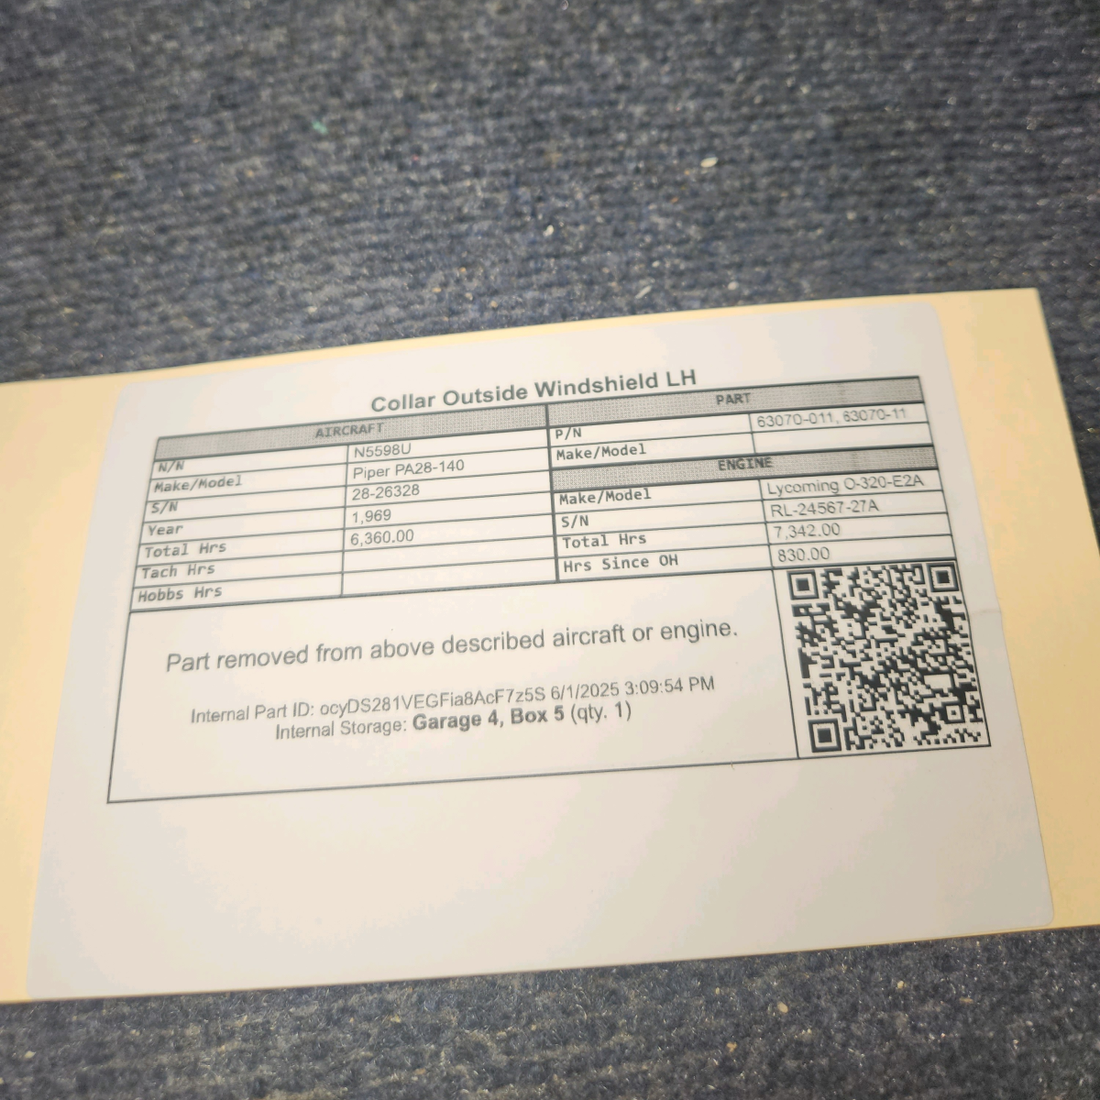 Collar Outside Windshield LH
AIRCRAFT
N/N N5598U
Make/Model Piper PA28-140
S/N 28-26328
Year 1,969
Total Hrs 6,360.00
Tach Hrs
Hobbs Hrs
PART
P/N 63070-011, 63070-11
Make/Model
ENGINE
Make/Model Lycoming O-320-E2A
S/N RL-24567-27A
Total Hrs 7,342.00
Hrs Since OH 830.00
Part removed from above described aircraft or engine.
Internal Part ID: ocyDS281VEGFia8AcF7z5S 6/1/2025 3:09:54 PM
Internal Storage: Garage 4, Box 5 (qty. 1)